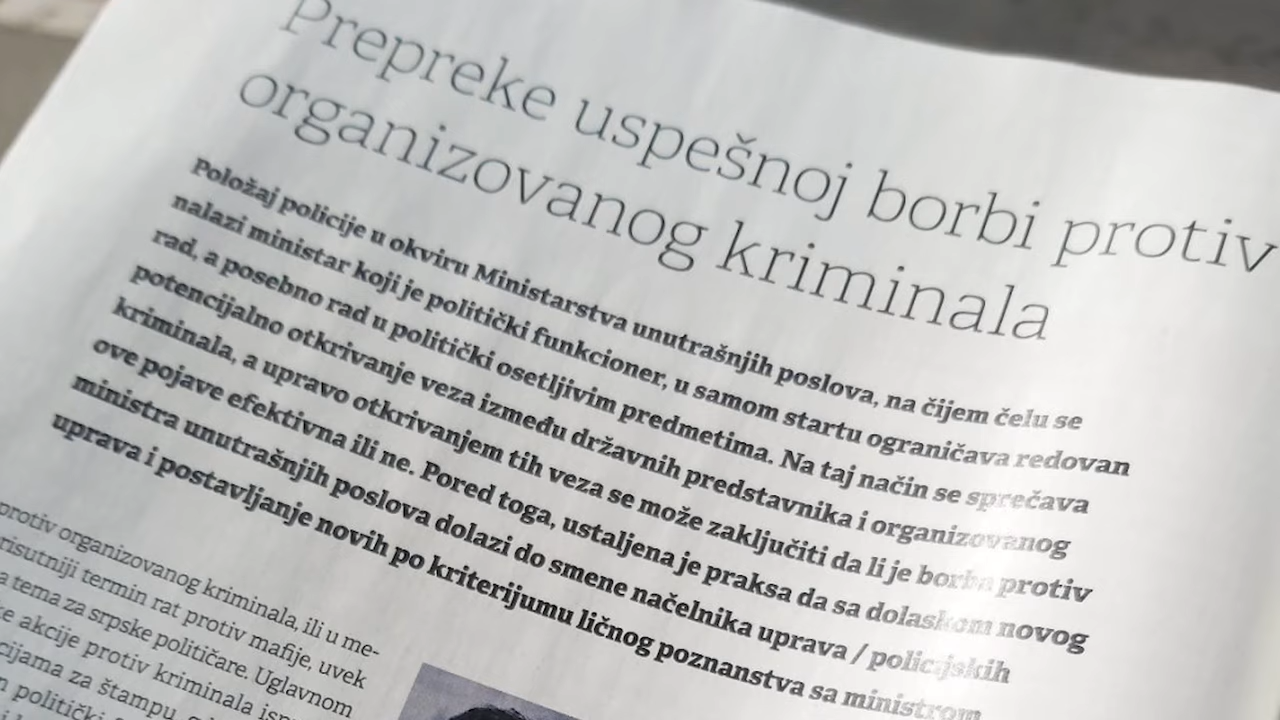 Prepreke uspešnoj borbi protiv
organizovanog kriminala
Položaj policije u okviru Ministarstva unutrašnjih poslova, na čijem čelu se
nalazi ministar koji je politički funkcioner, u samom startu ograničava redovan
rad, a posebno rad u politički osetljivim predmetima. Na taj način se sprečava
potencijalno otkrivanje veza između državnih predstavnika i organizovanog
kriminala, a upravo otkrivanjem tih veza se može zaključiti da li je borba protiv
ove pojave efektivna ili ne. Pored toga, ustaljena je praksa da sa dolaskom novog
ministra unutrašnjih poslova dolazi do smene načelnika uprava / policijskih
uprava i postavljanje novih po kriterijumu ličnog poznanstva sa ministrom
protiv organizovanog kriminala, ili u me-
risutniji termin rat protiv mafije, uvek
a tema za srpske političare. Uglavnom
ke akcije protiv kriminala
cijama za štampu
politički